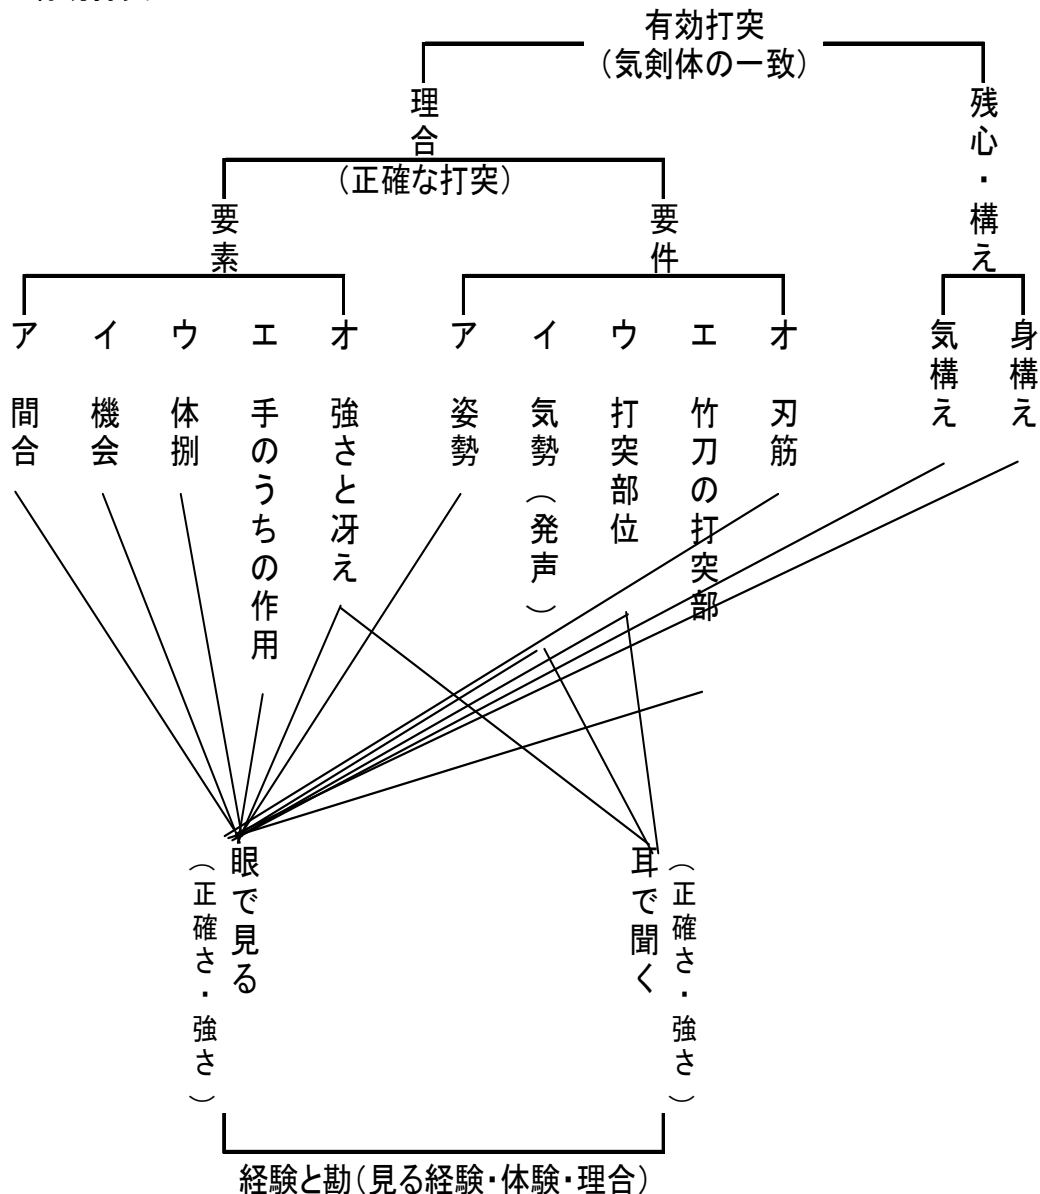 有効打突
（気剣体の一致）
理合
（正確な打突）
残心・構え
要素
要件
ア 間合
イ 機会
ウ 体捌
エ 手のうちの作用
オ 強さと冴え
ア 姿勢
イ 気勢（発声）
ウ 打突部位
エ 竹刀の打突部
オ 刃筋
気構え
身構え
眼で見る
（正確さ・強さ）
耳で聞く
（正確さ・強さ）
経験と勘（見る経験・体験・理合）